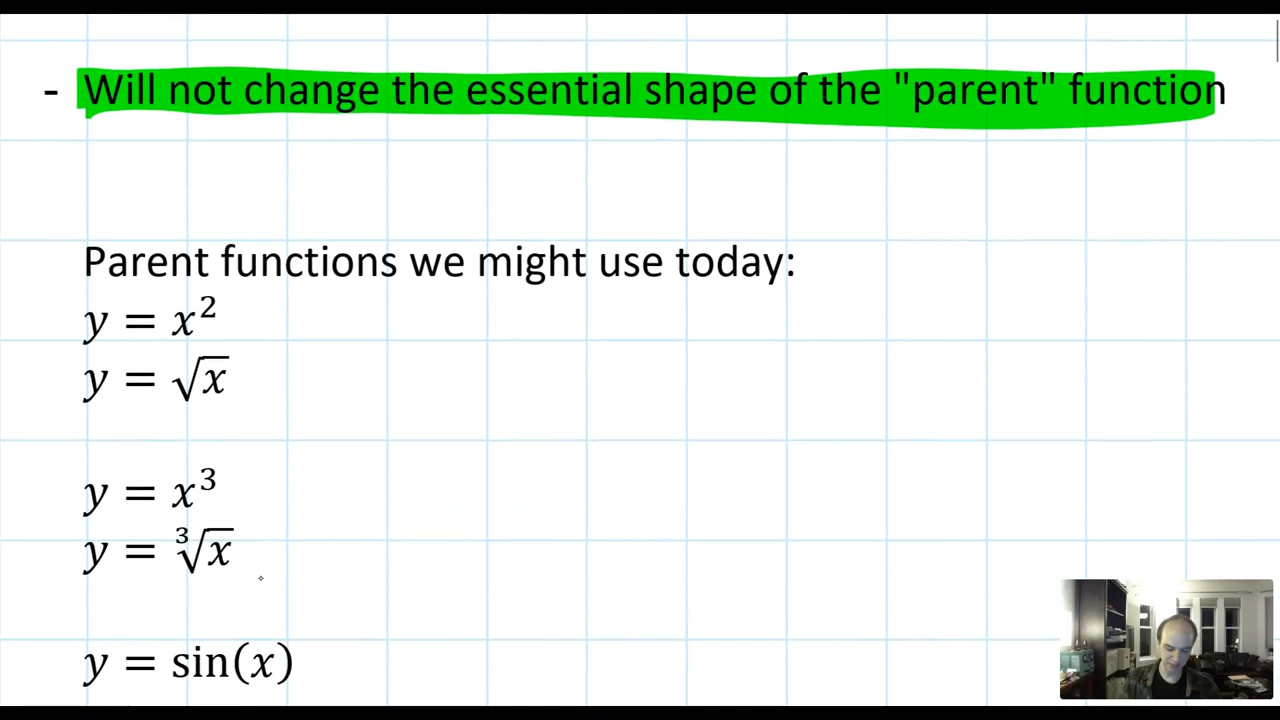 - Will not change the essential shape of the "parent" function
Parent functions we might use today:
y = x²
y = √x
y = x³
y = ∛x
y = sin(x)